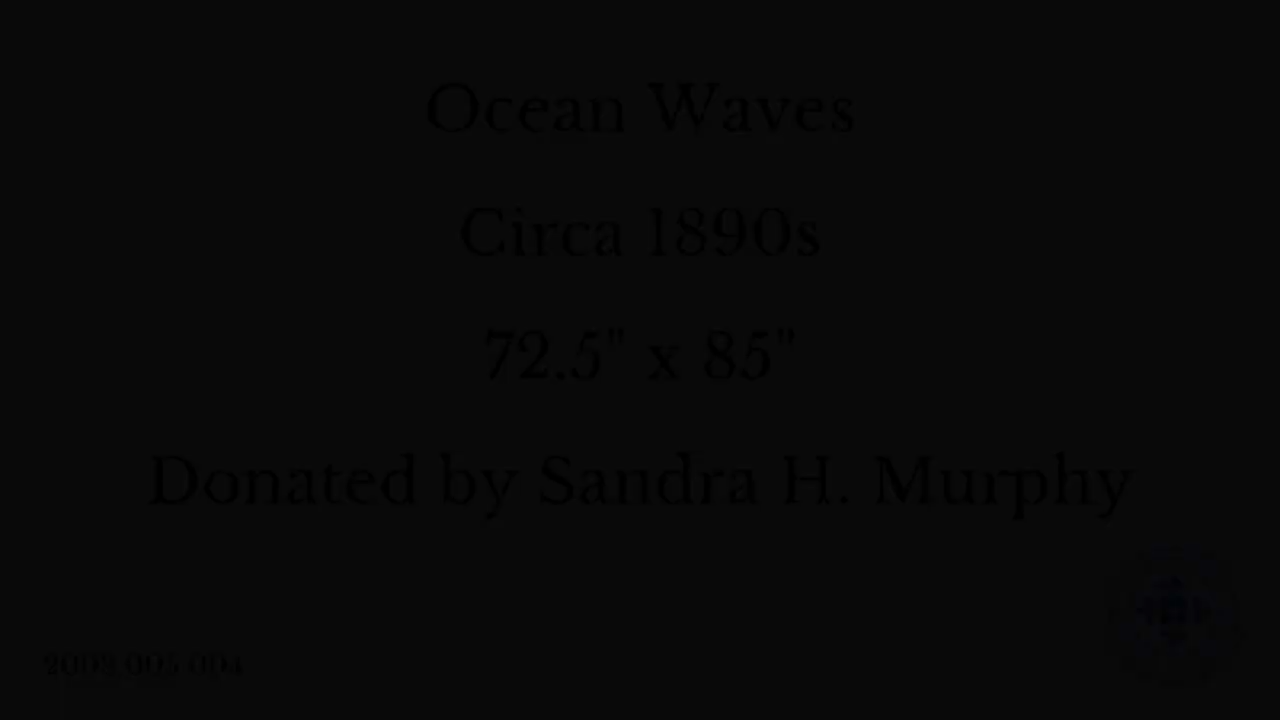 Ocean Waves
Circa 1890s
72.5" x 85"
Donated by Sandra H. Murphy